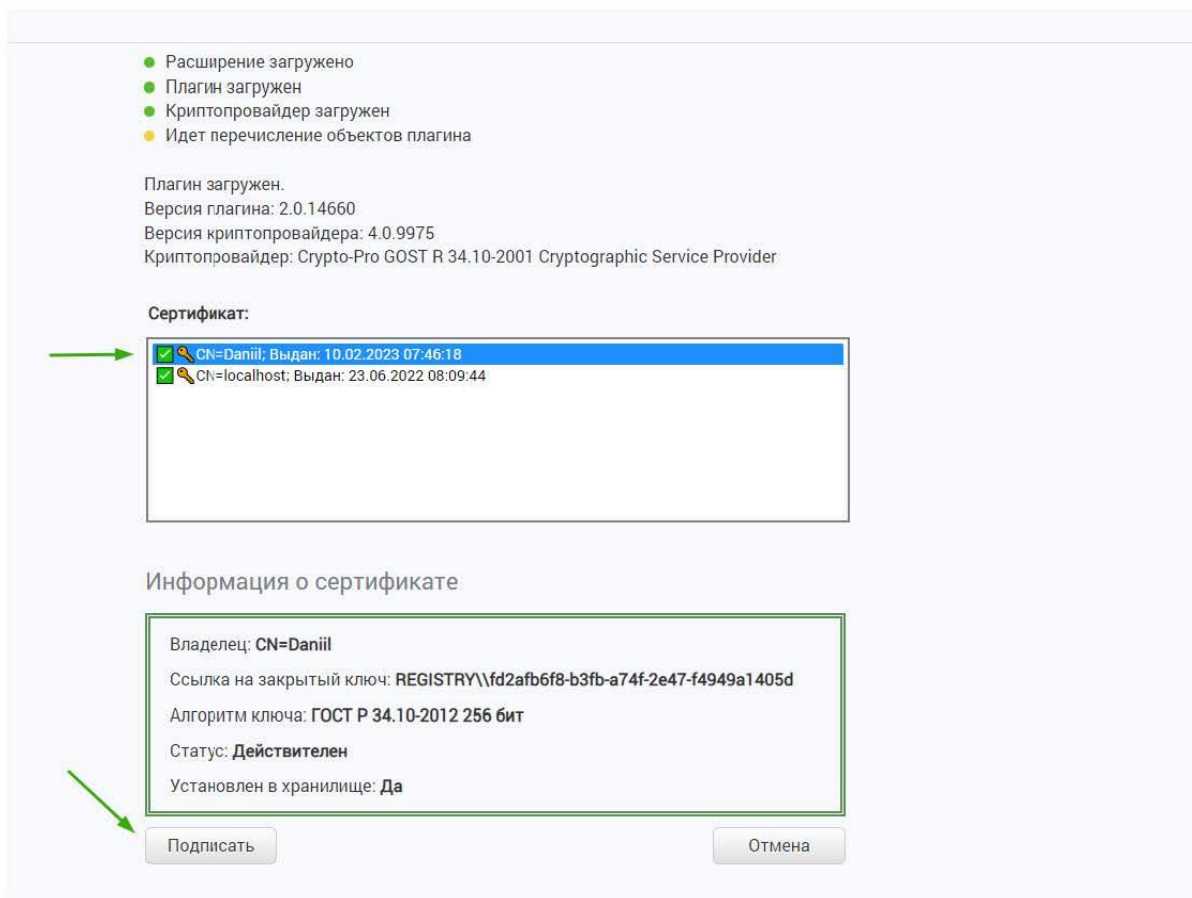 Расширение загружено
Плагин загружен
Криптопровайдер загружен
Идет перечисление объектов плагина
Плагин загружен.
Версия плагина: 2.0.14660
Версия криптопровайдера: 4.0.9975
Криптопровайдер: Crypto-Pro GOST R 34.10-2001 Cryptographic Service Provider
Сертификат:
CN=Daniil; Выдан: 10.02.2023 07:46:18
CN=localhost; Выдан: 23.06.2022 08:09:44
Информация о сертификате
Владелец: CN=Daniil
Ссылка на закрытый ключ: REGISTRY\\fd2afb6f8-b3fb-a74f-2e47-f4949a1405d
Алгоритм ключа: ГОСТ Р 34.10-2012 256 бит
Статус: Действителен
Установлен в хранилище: Да
Подписать Отмена